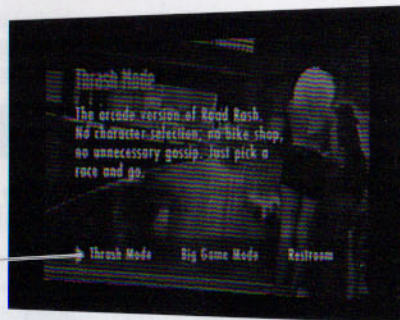 Thrash Mode
The arcade version of Road Rash.
No character selection, no bike shop,
no unnecessary gossip. Just pick a
race and go.
Thrash Mode Big Game Mode Restroom